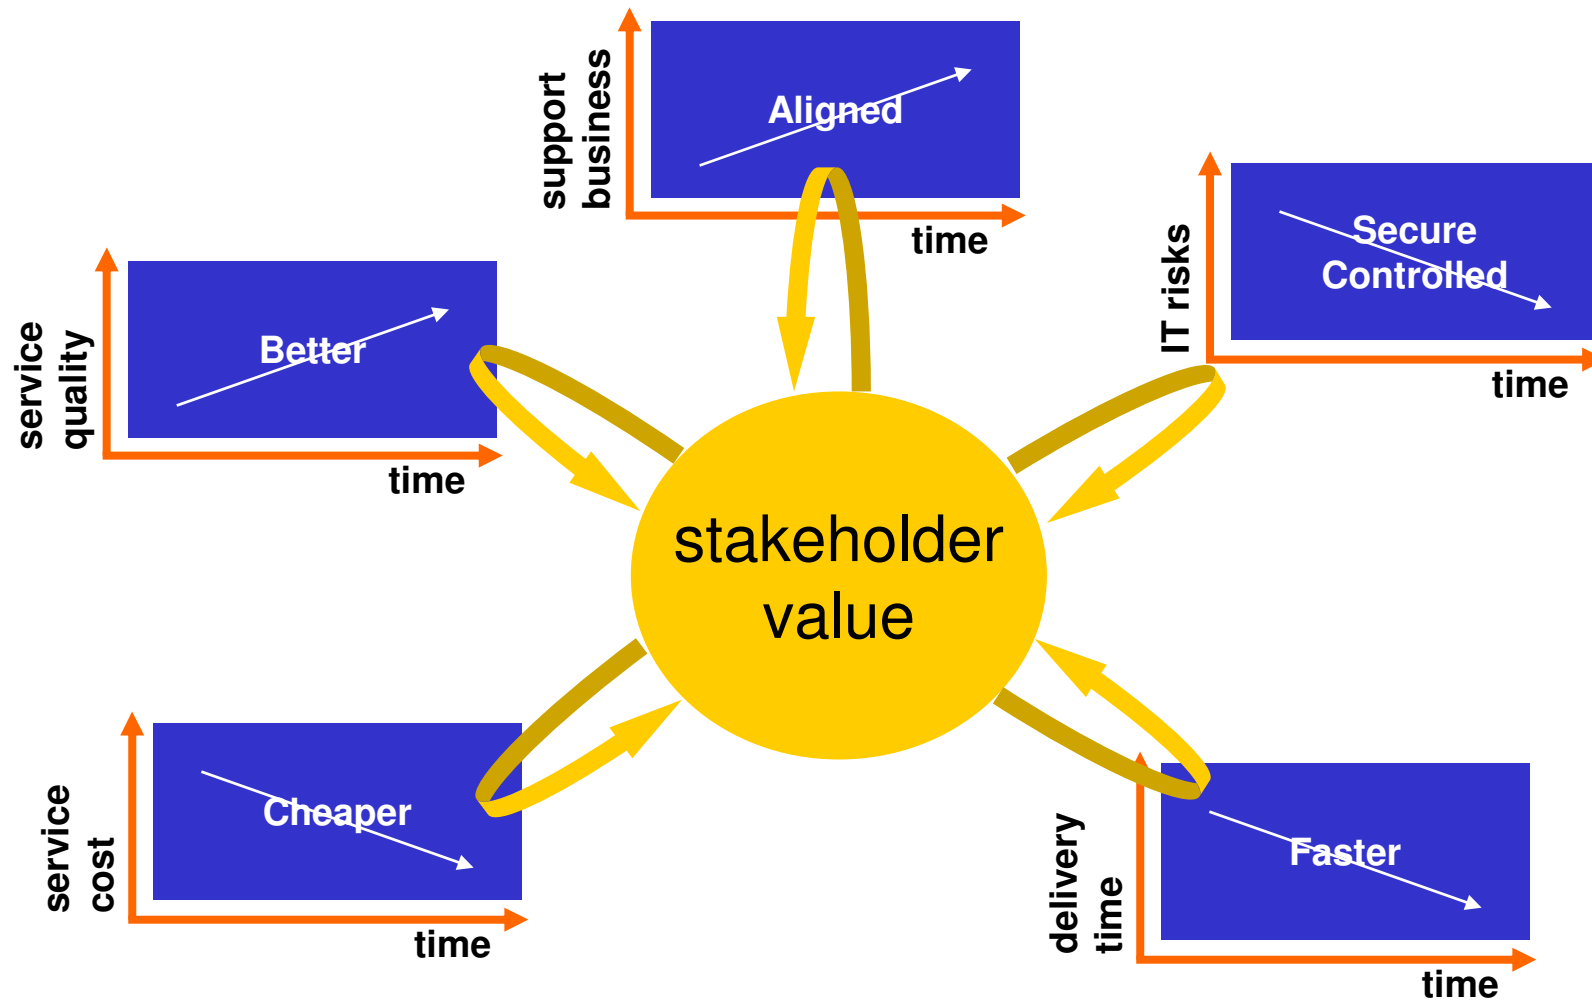 support
business
Aligned
time
IT risks
Secure
Controlled
time
service
quality
Better
time
stakeholder
value
service
cost
Cheaper
time
delivery
time
Faster
time